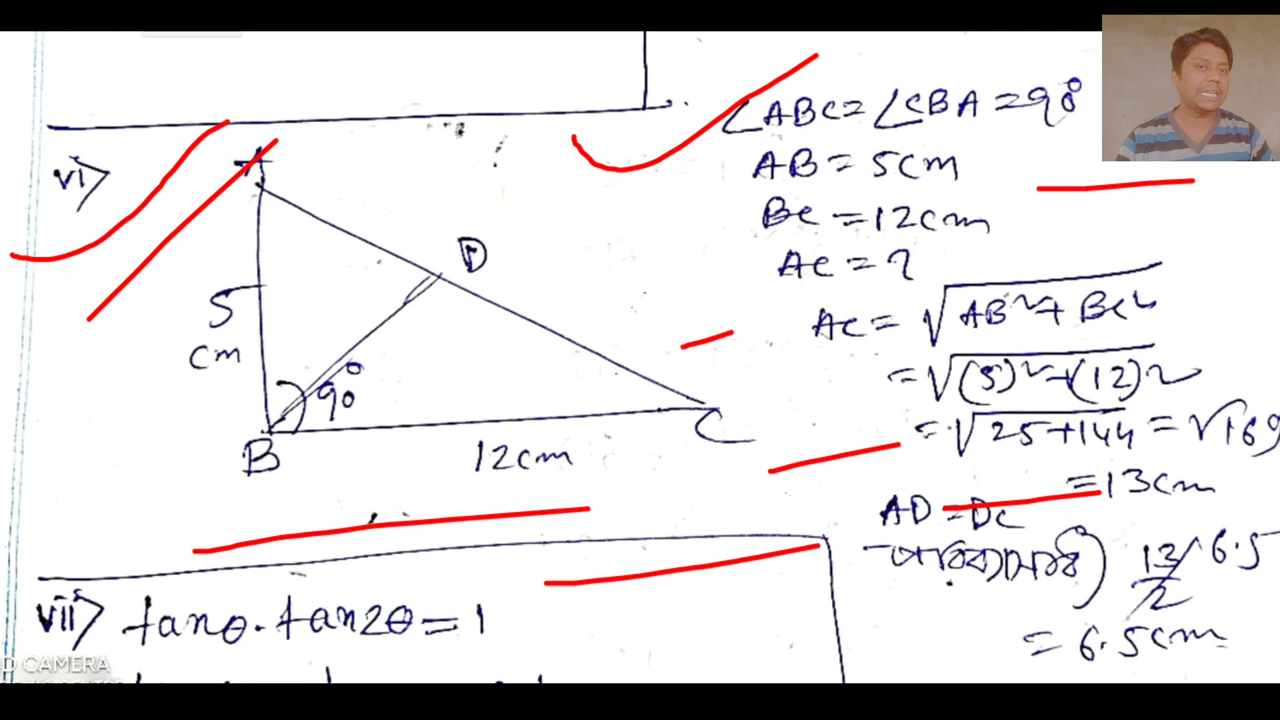 vi)
A
D
5
cm
90°
B
12cm
C
∠ABC=∠CBA=90°
AB = 5cm
BC =12cm
AC = ?
AC = √AB²+BC²
=√(5)²+(12)²
=√25+144 = √169
=13cm
AD = DC
13/2 6.5
= 6.5cm
vii) tanθ·tan2θ=1
D CAMERA